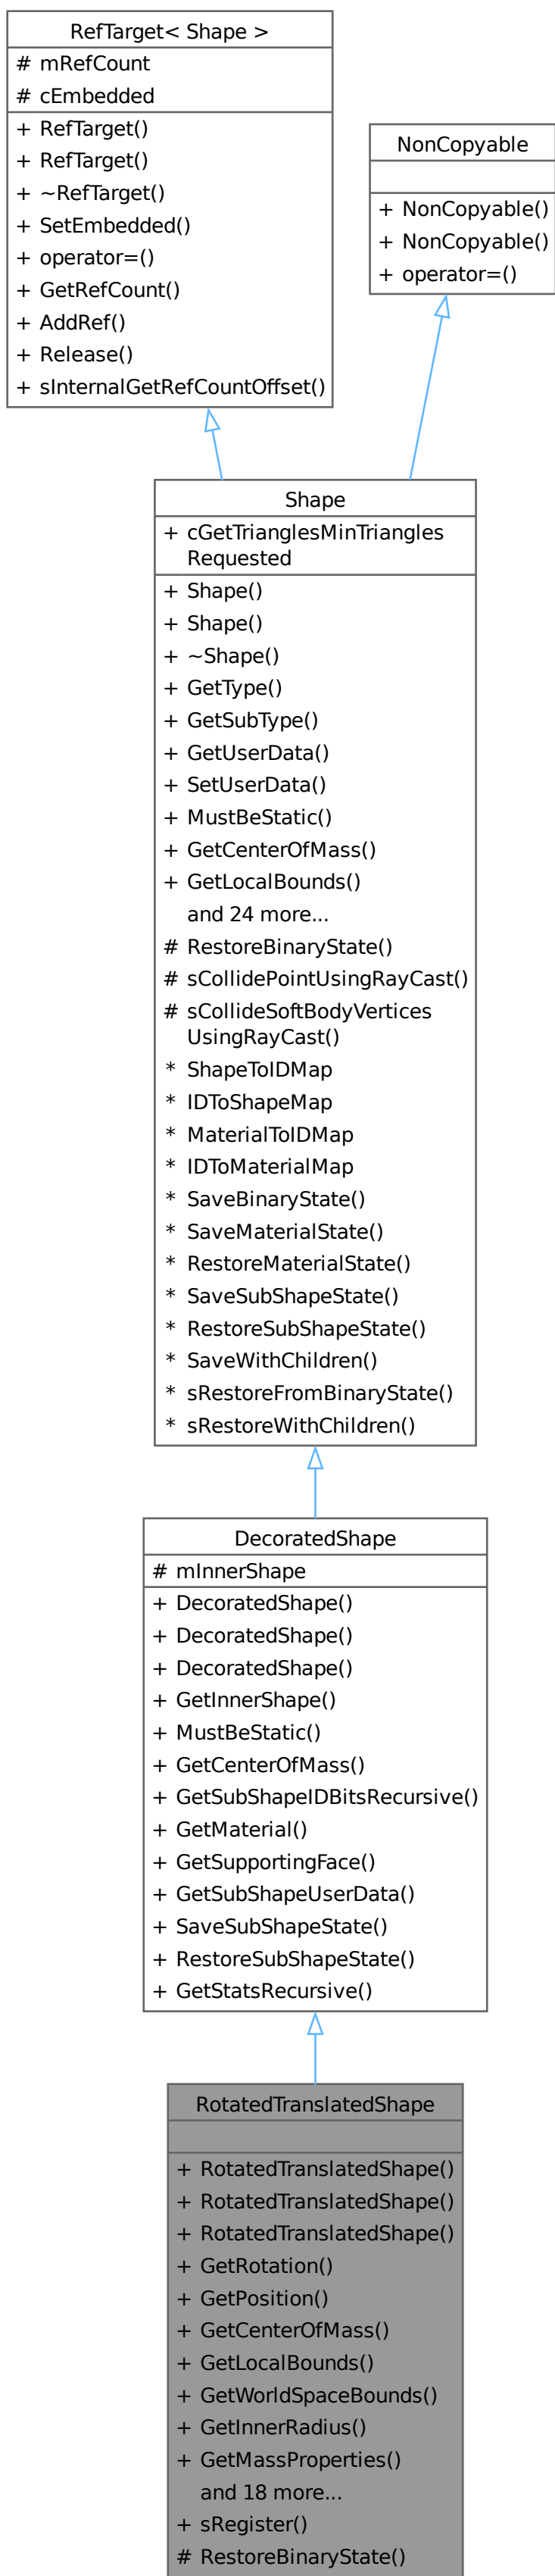 RefTarget< Shape >
# mRefCount
# cEmbedded
+ RefTarget()
+ RefTarget()
+ ~RefTarget()
+ SetEmbedded()
+ operator=()
+ GetRefCount()
+ AddRef()
+ Release()
+ sInternalGetRefCountOffset()
NonCopyable
+ NonCopyable()
+ NonCopyable()
+ operator=()
Shape
+ cGetTrianglesMinTriangles
Requested
+ Shape()
+ Shape()
+ ~Shape()
+ GetType()
+ GetSubType()
+ GetUserData()
+ SetUserData()
+ MustBeStatic()
+ GetCenterOfMass()
+ GetLocalBounds()
and 24 more...
# RestoreBinaryState()
# sCollidePointUsingRayCast()
# sCollideSoftBodyVertices
UsingRayCast()
* ShapeToIDMap
* IDToShapeMap
* MaterialToIDMap
* IDToMaterialMap
* SaveBinaryState()
* SaveMaterialState()
* RestoreMaterialState()
* SaveSubShapeState()
* RestoreSubShapeState()
* SaveWithChildren()
* sRestoreFromBinaryState()
* sRestoreWithChildren()
DecoratedShape
# mInnerShape
+ DecoratedShape()
+ DecoratedShape()
+ DecoratedShape()
+ GetInnerShape()
+ MustBeStatic()
+ GetCenterOfMass()
+ GetSubShapeIDBitsRecursive()
+ GetMaterial()
+ GetSupportingFace()
+ GetSubShapeUserData()
+ SaveSubShapeState()
+ RestoreSubShapeState()
+ GetStatsRecursive()
RotatedTranslatedShape
+ RotatedTranslatedShape()
+ RotatedTranslatedShape()
+ RotatedTranslatedShape()
+ GetRotation()
+ GetPosition()
+ GetCenterOfMass()
+ GetLocalBounds()
+ GetWorldSpaceBounds()
+ GetInnerRadius()
+ GetMassProperties()
and 18 more...
+ sRegister()
# RestoreBinaryState()